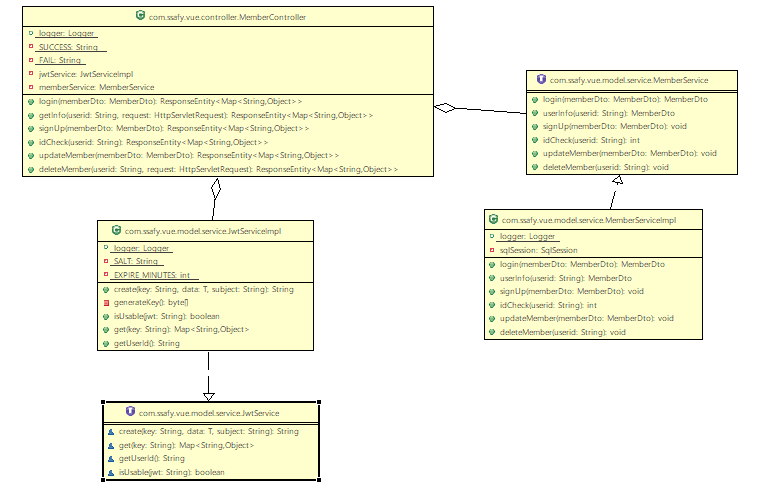 com.ssafy.vue.controller.MemberController
logger: Logger
SUCCESS: String
FAIL: String
jwtService: JwtServiceImpl
memberService: MemberService
login(memberDto: MemberDto): ResponseEntity<Map<String,Object>>
getInfo(userid: String, request: HttpServletRequest): ResponseEntity<Map<String,Object>>
signUp(memberDto: MemberDto): ResponseEntity<Map<String,Object>>
idCheck(userid: String): ResponseEntity<Map<String,Object>>
updateMember(memberDto: MemberDto): ResponseEntity<Map<String,Object>>
deleteMember(userid: String, request: HttpServletRequest): ResponseEntity<Map<String,Object>>
com.ssafy.vue.model.service.MemberService
login(memberDto: MemberDto): MemberDto
userInfo(userid: String): MemberDto
signUp(memberDto: MemberDto): void
idCheck(userid: String): int
updateMember(memberDto: MemberDto): void
deleteMember(userid: String): void
com.ssafy.vue.model.service.JwtServiceImpl
logger: Logger
SALT: String
EXPIRE_MINUTES: int
create(key: String, data: T, subject: String): String
generateKey(): byte[]
isUsable(jwt: String): boolean
get(key: String): Map<String,Object>
getUserId(): String
com.ssafy.vue.model.service.MemberServiceImpl
logger: Logger
sqlSession: SqlSession
login(memberDto: MemberDto): MemberDto
userInfo(userid: String): MemberDto
signUp(memberDto: MemberDto): void
idCheck(userid: String): int
updateMember(memberDto: MemberDto): void
deleteMember(userid: String): void
com.ssafy.vue.model.service.JwtService
create(key: String, data: T, subject: String): String
get(key: String): Map<String,Object>
getUserId(): String
isUsable(jwt: String): boolean